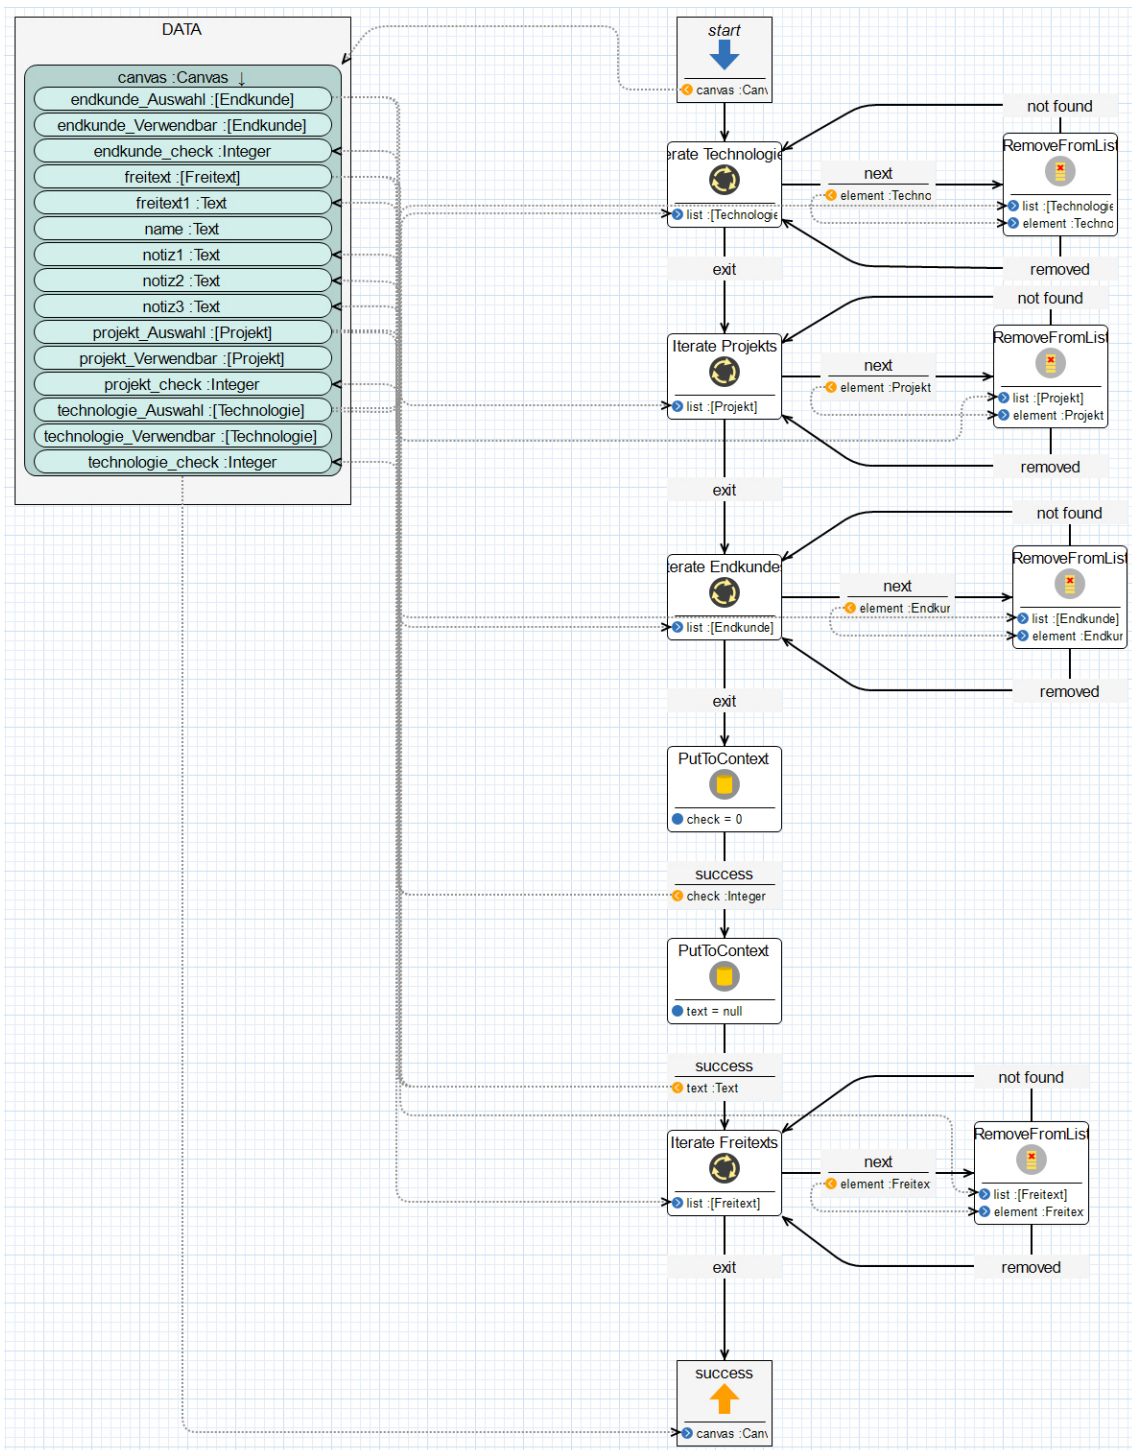 DATA
canvas :Canvas ↓
endkunde_Auswahl :[Endkunde]
endkunde_Verwendbar :[Endkunde]
endkunde_check :Integer
freitext :[Freitext]
freitext1 :Text
name :Text
notiz1 :Text
notiz2 :Text
notiz3 :Text
projekt_Auswahl :[Projekt]
projekt_Verwendbar :[Projekt]
projekt_check :Integer
technologie_Auswahl :[Technologie]
technologie_Verwendbar :[Technologie]
technologie_check :Integer
start
canvas :Canv
erate Technologie
list :[Technologie
next
element :Techno
not found
RemoveFromList
list :[Technologie
element :Techno
removed
exit
Iterate Projekts
list :[Projekt]
next
element :Projekt
not found
RemoveFromList
list :[Projekt]
element :Projekt
removed
exit
terate Endkunde
list :[Endkunde]
next
element :Endkur
not found
RemoveFromList
list :[Endkunde]
element :Endkur
removed
exit
PutToContext
check = 0
success
check :Integer
PutToContext
text = null
success
text :Text
Iterate Freitexts
list :[Freitext]
next
element :Freitex
not found
RemoveFromList
list :[Freitext]
element :Freitex
removed
exit
success
canvas :Canv